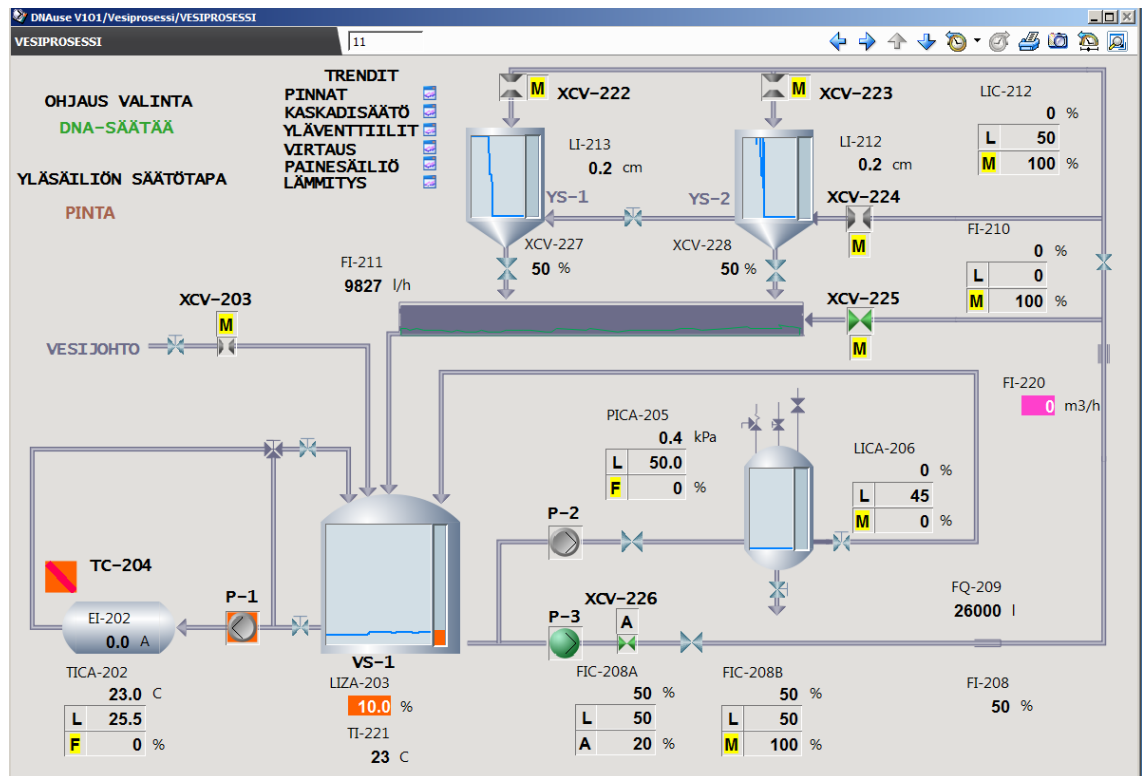 DNAuse V101/Vesiprosessi/VESIPROSESSI
VESIPROSESSI
11
OHJAUS VALINTA
DNA-SÄÄTÄÄ
YLÄSÄILIÖN SÄÄTÖTAPA
PINTA
TRENDIT
PINNAT
KASKADISÄÄTÖ
YLÄVENTTIILIT
VIRTAUS
PAINESÄILIÖ
LÄMMITYS
M XCV-222
M XCV-223
LIC-212
0 %
L 50
M 100 %
LI-213
0.2 cm
LI-212
0.2 cm
YS-1
YS-2
XCV-224
M
XCV-227
50 %
XCV-228
50 %
FI-210
0 %
L 0
M 100 %
FI-211
9827 l/h
XCV-203
M
VESIJOHTO
XCV-225
M
FI-220
0 m3/h
PICA-205
0.4 kPa
L 50.0
F 0 %
LICA-206
0 %
L 45
M 0 %
P-2
TC-204
P-1
EI-202
0.0 A
XCV-226
P-3
A
FQ-209
26000 l
VS-1
TICA-202
23.0 C
L 25.5
F 0 %
LIZA-203
10.0 %
TI-221
23 C
FIC-208A
50 %
L 50
A 20 %
FIC-208B
50 %
L 50
M 100 %
FI-208
50 %